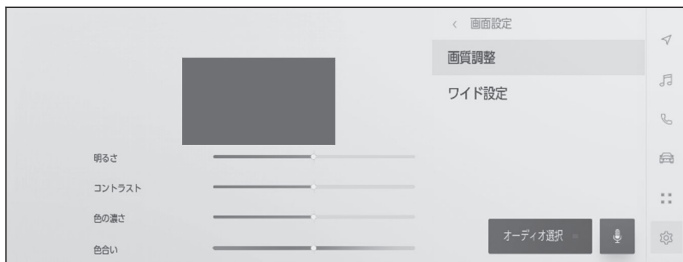 < 画面設定
画質調整
ワイド設定
明るさ
コントラスト
色の濃さ
色合い
オーディオ選択